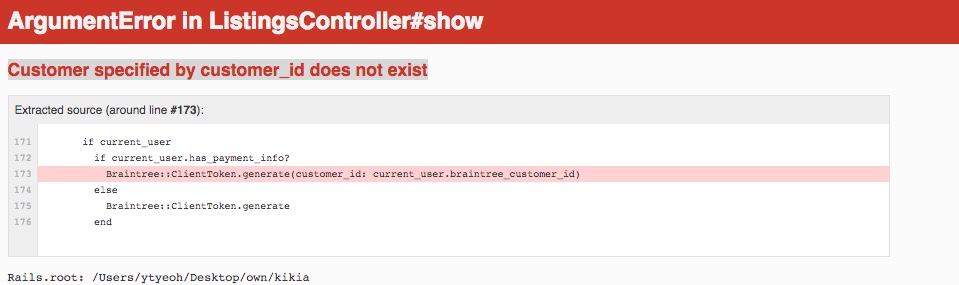 ArgumentError in ListingsController#show
Customer specified by customer_id does not exist
Extracted source (around line #173):
171 if current_user
172 if current_user.has_payment_info?
173 Braintree::ClientToken.generate(customer_id: current_user.braintree_customer_id)
174 else
175 Braintree::ClientToken.generate
176 end
Rails.root: /Users/ytyeoh/Desktop/own/kikia